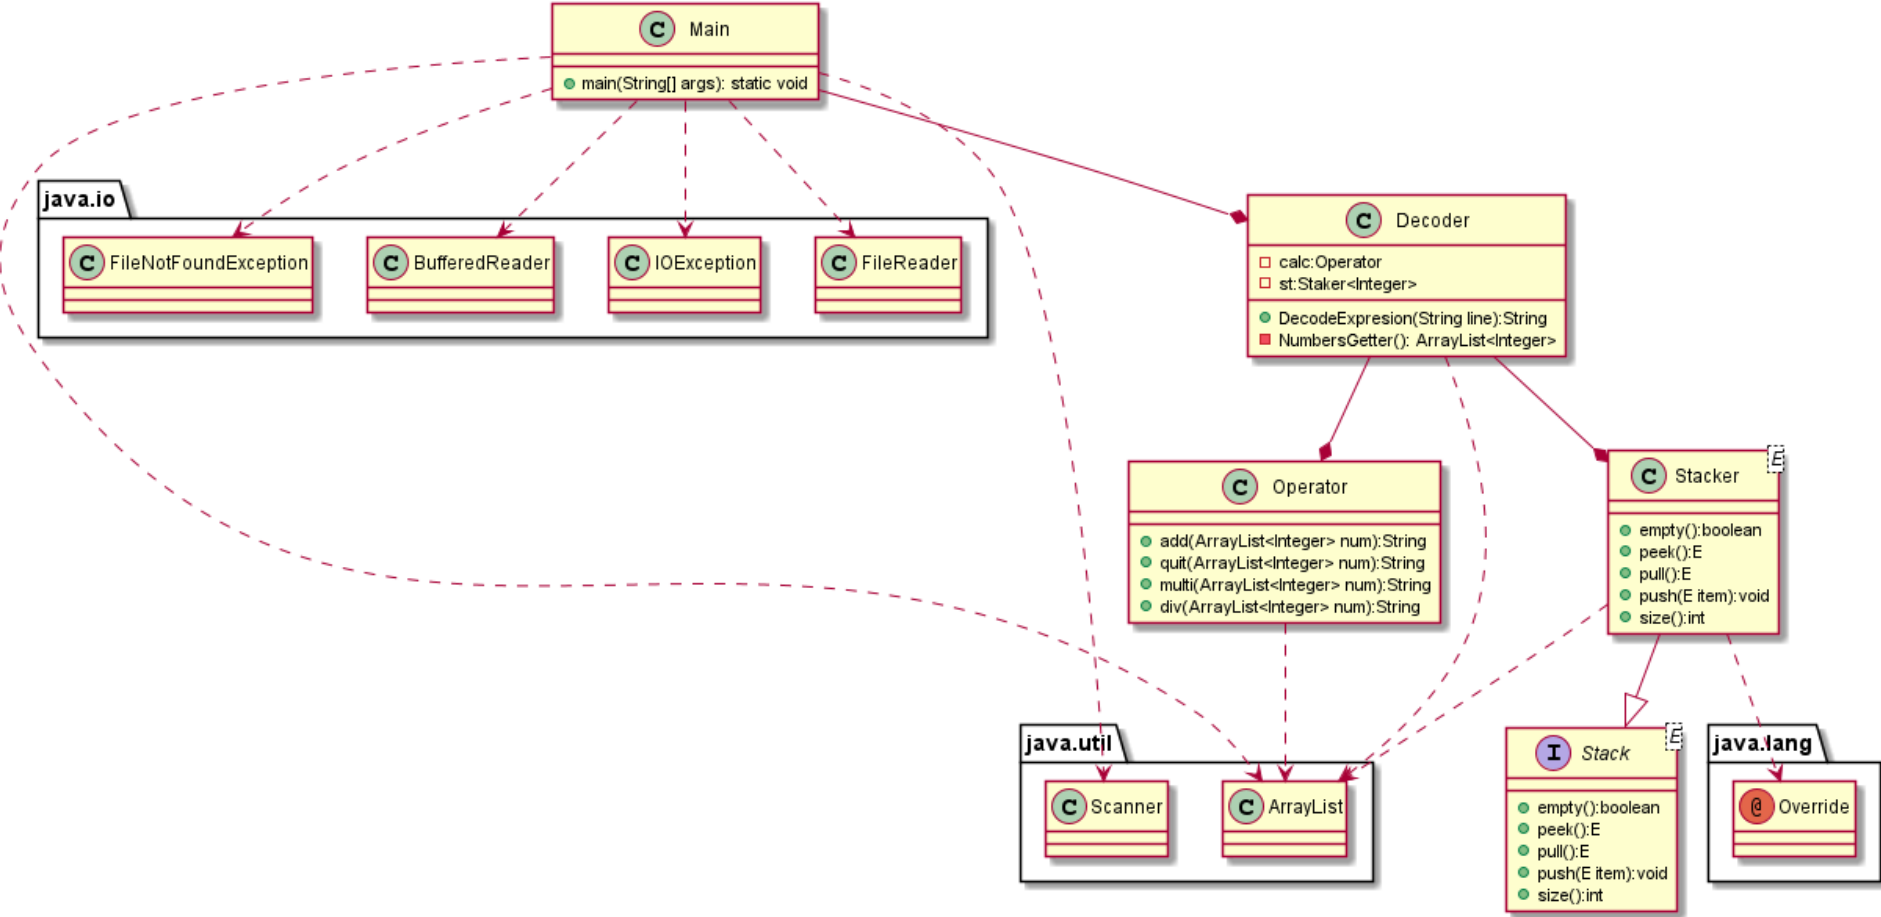 C Main
main(String[] args): static void
java.io
C FileNotFoundException
C BufferedReader
C IOException
C FileReader
C Decoder
calc:Operator
st:Staker<Integer>
DecodeExpresion(String line):String
NumbersGetter(): ArrayList<Integer>
C Operator
add(ArrayList<Integer> num):String
quit(ArrayList<Integer> num):String
multi(ArrayList<Integer> num):String
div(ArrayList<Integer> num):String
C Stacker E
empty():boolean
peek():E
pull():E
push(E item):void
size():int
java.util
C Scanner
C ArrayList
I Stack E
empty():boolean
peek():E
pull():E
push(E item):void
size():int
java.lang
@ Override